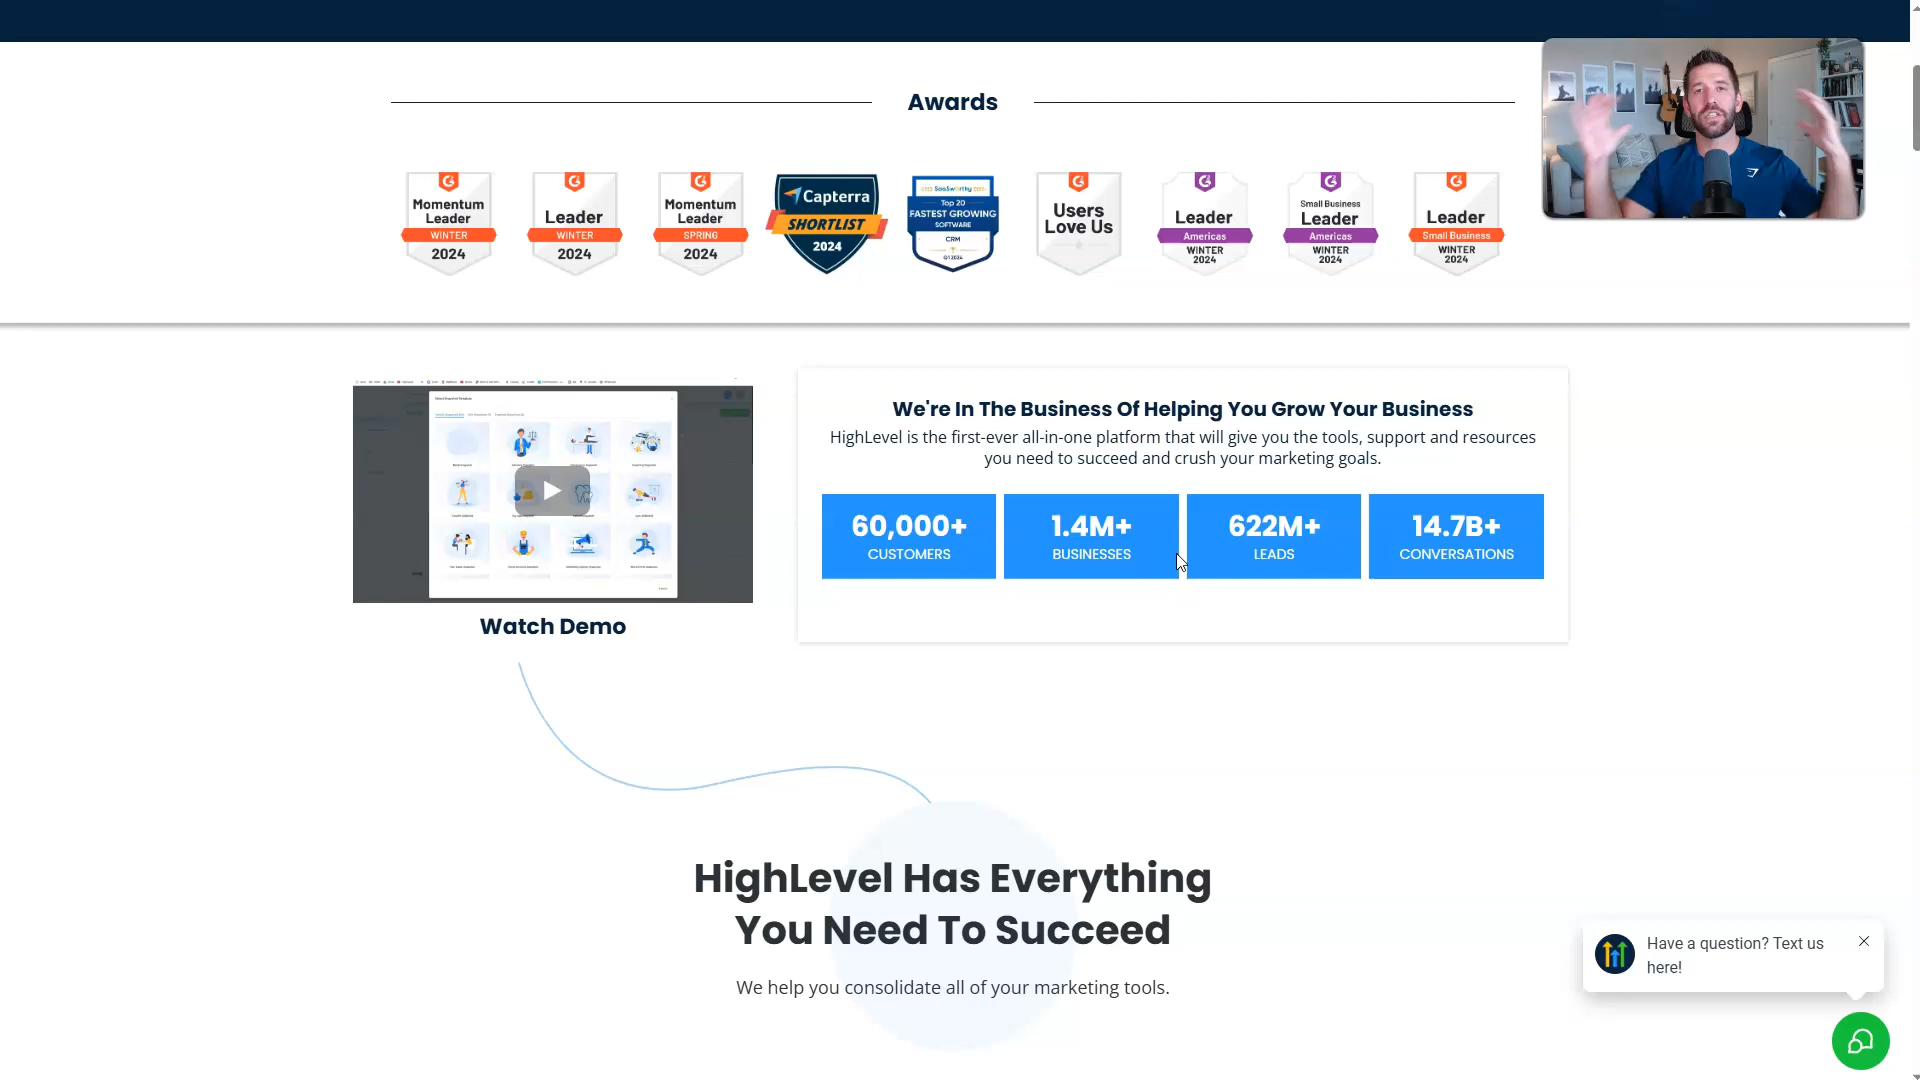 Awards
Momentum
Leader
WINTER
2024
Leader
WINTER
2024
Momentum
Leader
SPRING
2024
Capterra
SHORTLIST
2024
SaaSworthy
Top 20
FASTEST GROWING
SOFTWARE
CRM
Q1 2024
Users
Love Us
Leader
Americas
WINTER
2024
Small Business
Leader
Americas
WINTER
2024
Leader
Small Business
WINTER
2024
We're In The Business Of Helping You Grow Your Business
HighLevel is the first-ever all-in-one platform that will give you the tools, support and resources
you need to succeed and crush your marketing goals.
60,000+
CUSTOMERS
1.4M+
BUSINESSES
622M+
LEADS
14.7B+
CONVERSATIONS
Watch Demo
HighLevel Has Everything
You Need To Succeed
We help you consolidate all of your marketing tools.
Have a question? Text us
here!